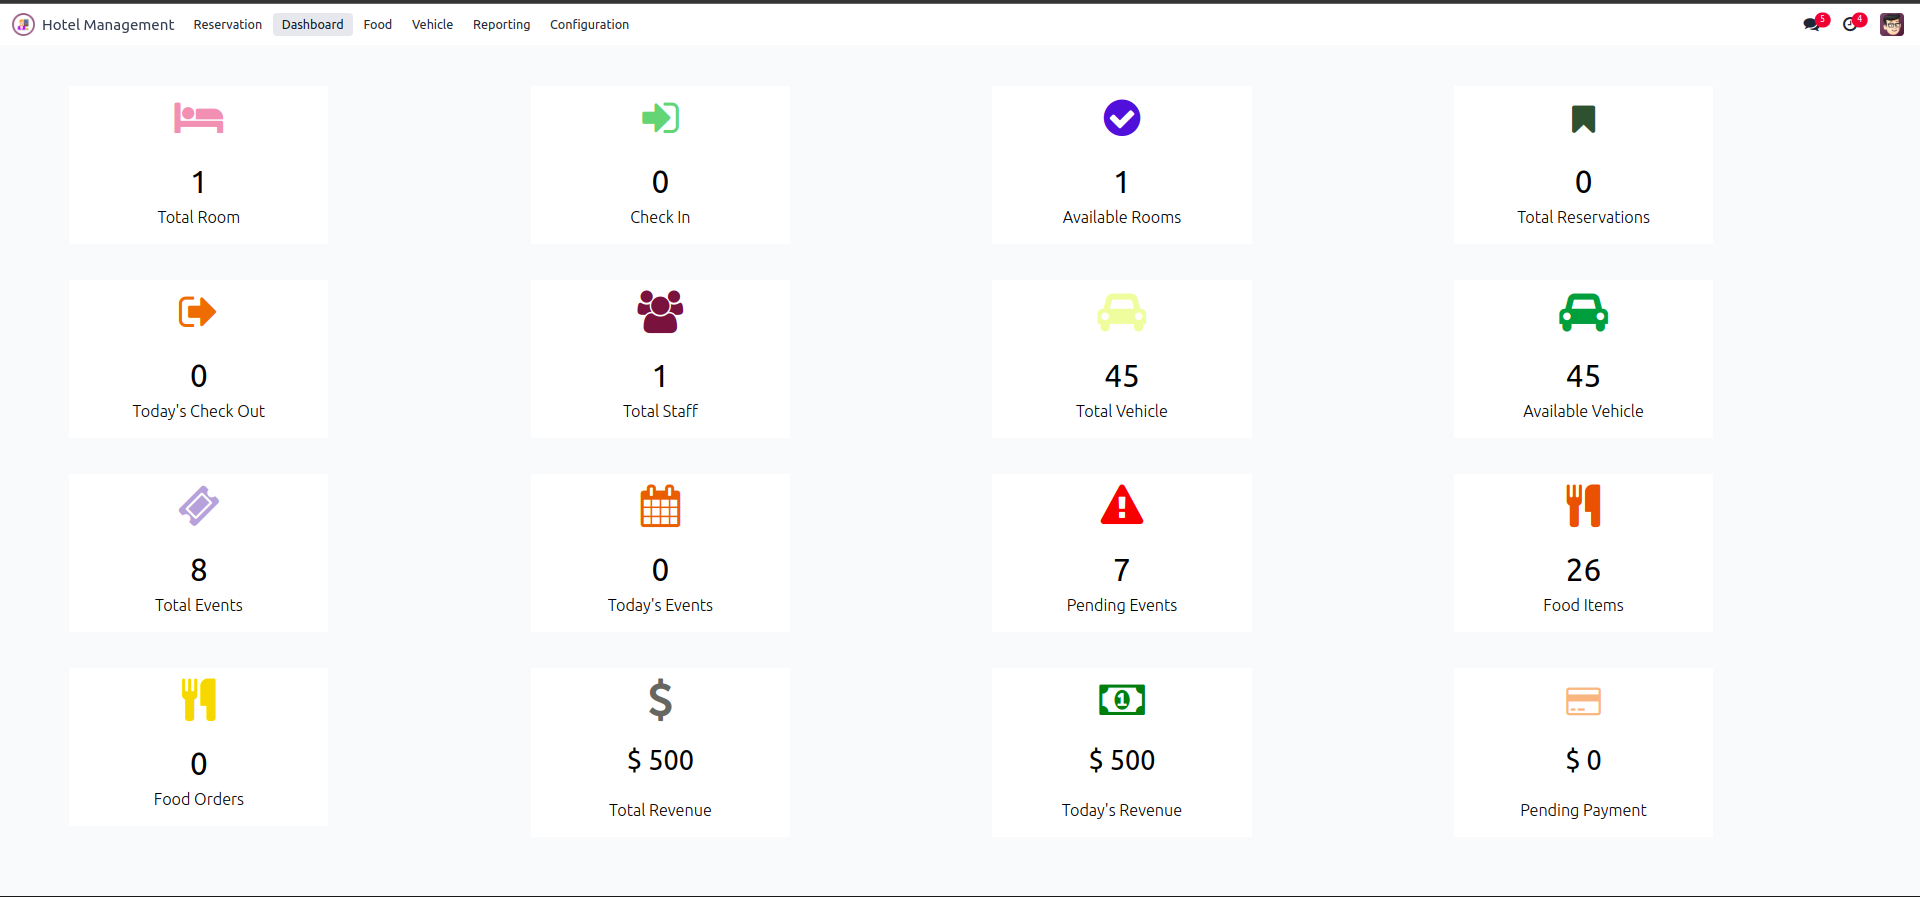 Hotel Management Reservation Dashboard Food Vehicle Reporting Configuration 5 4
1
Total Room
0
Check In
1
Available Rooms
0
Total Reservations
0
Today's Check Out
1
Total Staff
45
Total Vehicle
45
Available Vehicle
8
Total Events
0
Today's Events
7
Pending Events
26
Food Items
0
Food Orders
$ 500
Total Revenue
1
$ 500
Today's Revenue
$ 0
Pending Payment